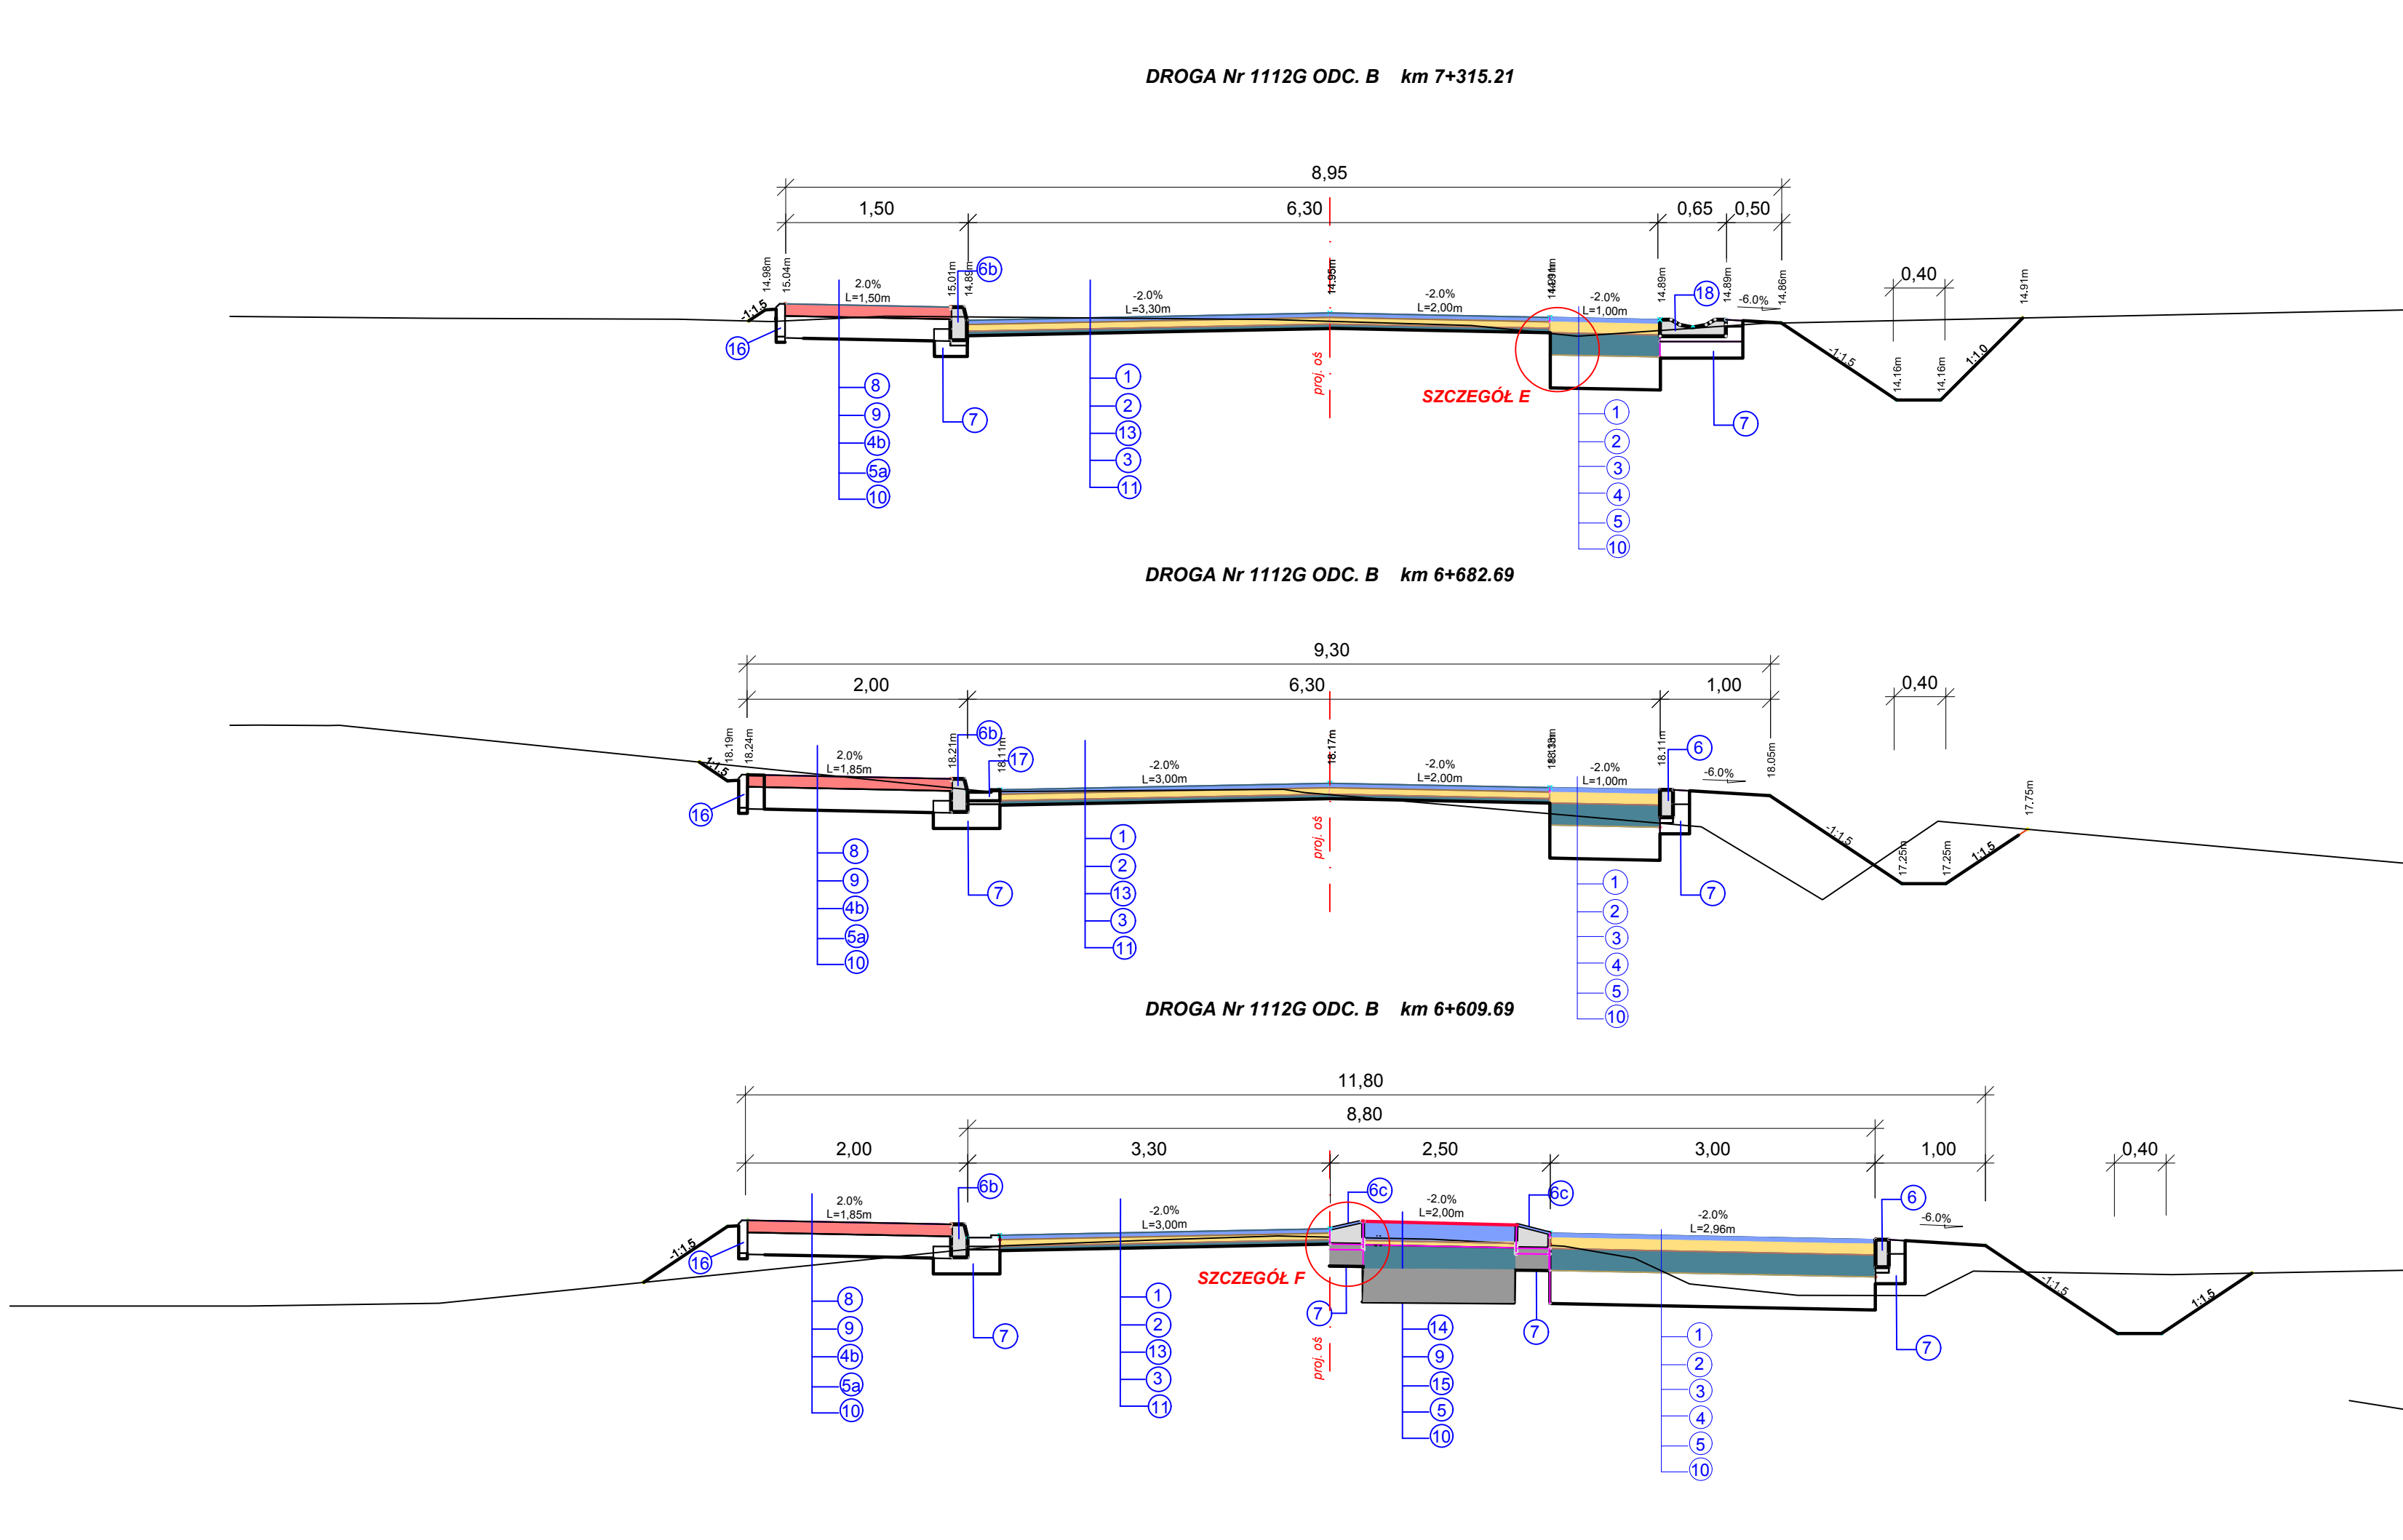 DROGA Nr 1112G ODC. B    km 7+315.21
8,95
1,50
6,30
0,65
0,50
14.98m
15.04m
15.01m
14.89m
14.95m
14.89m
14.89m
14.86m
14.91m
0,40
6b
18
-1:1.5
2.0%
L=1,50m
-2.0%
L=3,30m
-2.0%
L=2,00m
-2.0%
L=1,00m
-6.0%
-1:1.5
14.16m
14.16m
1:1.0
16
proj. oś
SZCZEGÓŁ E
8
9
4b
5a
10
7
1
2
13
3
11
1
2
3
4
5
10
7
DROGA Nr 1112G ODC. B    km 6+682.69
9,30
2,00
6,30
1,00
0,40
18.19m
18.24m
18.21m
18.11m
18.17m
18.11m
18.05m
17.75m
6b
17
6
1:1.5
2.0%
L=1,85m
-2.0%
L=3,00m
-2.0%
L=2,00m
-2.0%
L=1,00m
-6.0%
-1:1.5
17.25m
17.25m
1:1.5
16
proj. oś
8
9
4b
5a
10
7
1
2
13
3
11
1
2
3
4
5
10
7
DROGA Nr 1112G ODC. B    km 6+609.69
11,80
8,80
2,00
3,30
2,50
3,00
1,00
0,40
6b
6c
6c
6
-1:1.5
2.0%
L=1,85m
-2.0%
L=3,00m
-2.0%
L=2,00m
-2.0%
L=2,96m
-6.0%
-1:1.5
1:1.5
16
SZCZEGÓŁ F
proj. oś
8
9
4b
5a
10
7
1
2
13
3
11
7
14
9
15
5
10
7
1
2
3
4
5
10
7